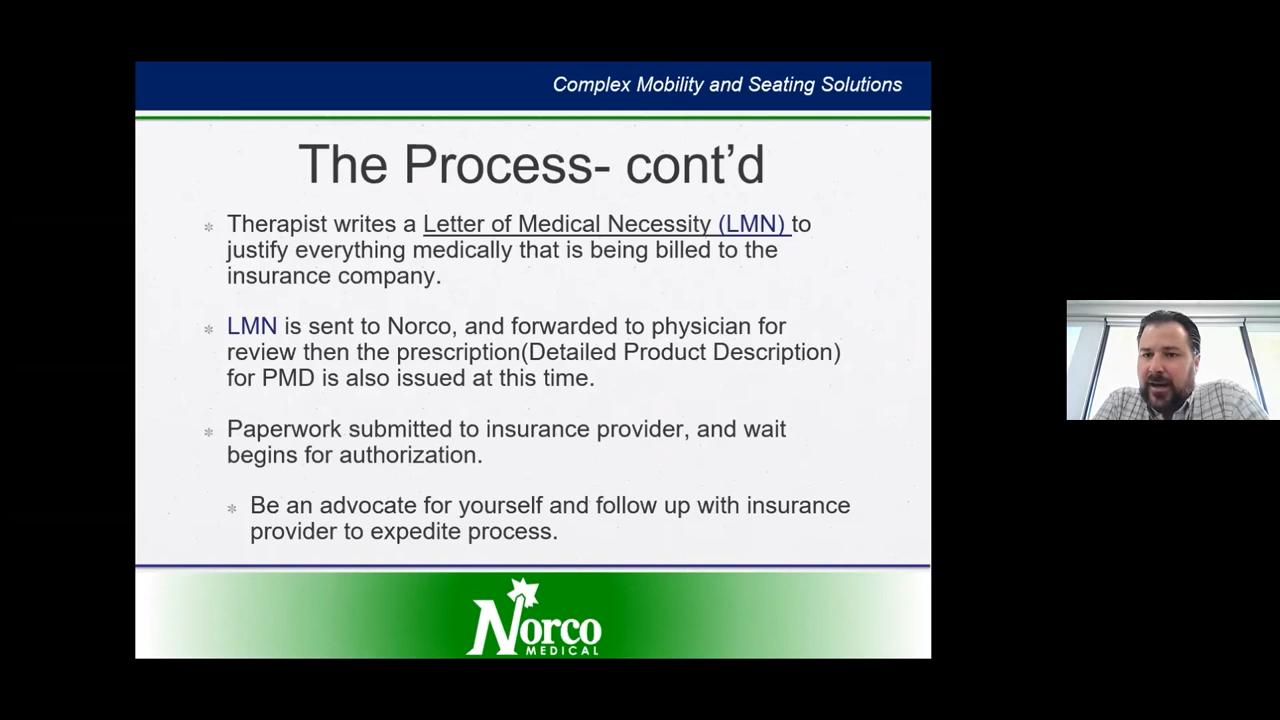 Complex Mobility and Seating Solutions
The Process- cont’d
Therapist writes a Letter of Medical Necessity (LMN) to
justify everything medically that is being billed to the
insurance company.
LMN is sent to Norco, and forwarded to physician for
review then the prescription(Detailed Product Description)
for PMD is also issued at this time.
Paperwork submitted to insurance provider, and wait
begins for authorization.
Be an advocate for yourself and follow up with insurance
provider to expedite process.
Norco
MEDICAL